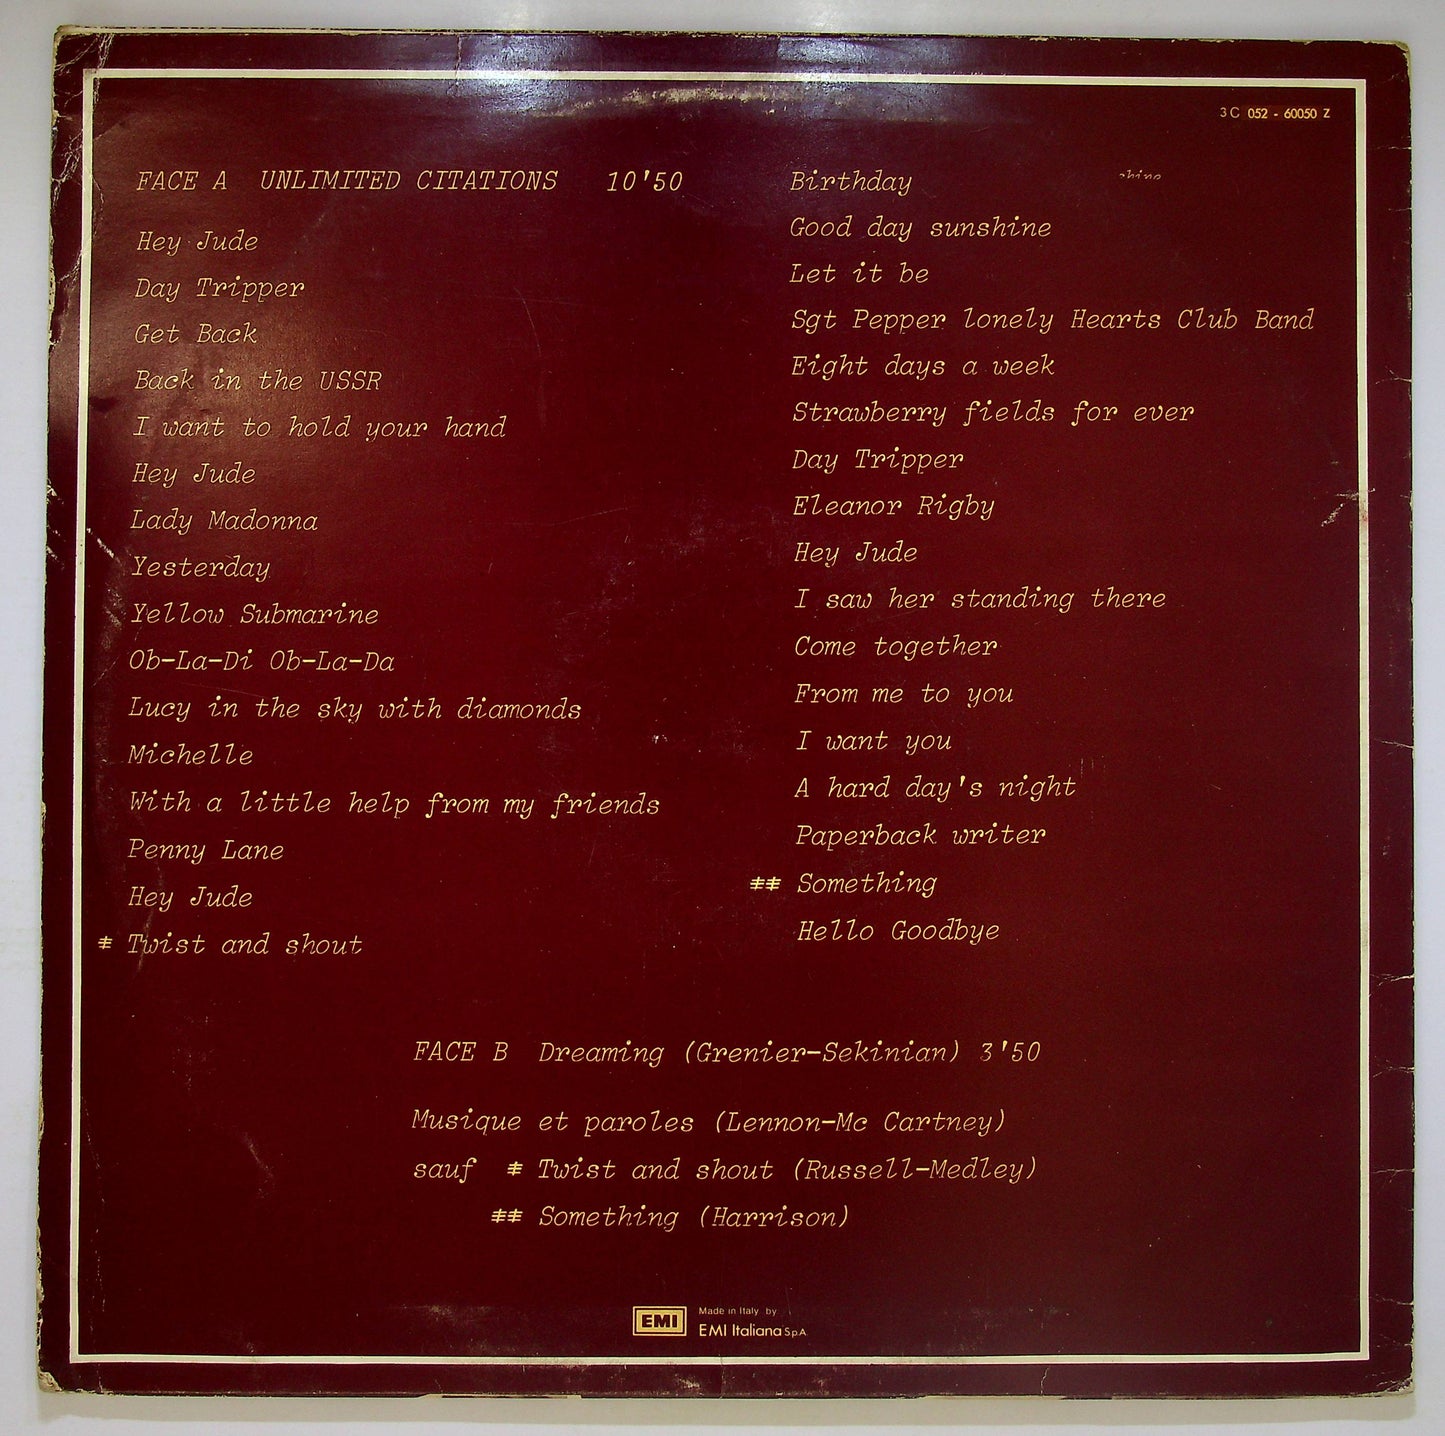 3C 052 - 60050 Z
FACE A UNLIMITED CITATIONS 10'50
Hey Jude
Day Tripper
Get Back
Back in the USSR
I want to hold your hand
Hey Jude
Lady Madonna
Yesterday
Yellow Submarine
Ob-La-Di Ob-La-Da
Lucy in the sky with diamonds
Michelle
With a little help from my friends
Penny Lane
Hey Jude
* Twist and shout
Birthday
Good day sunshine
Let it be
Sgt Pepper lonely Hearts Club Band
Eight days a week
Strawberry fields for ever
Day Tripper
Eleanor Rigby
Hey Jude
I saw her standing there
Come together
From me to you
I want you
A hard day's night
Paperback writer
** Something
Hello Goodbye
FACE B Dreaming (Grenier-Sekinian) 3'50
Musique et paroles (Lennon-Mc Cartney)
sauf * Twist and shout (Russell-Medley)
** Something (Harrison)
EMI
Made in Italy by
EMI Italiana S.p.A.